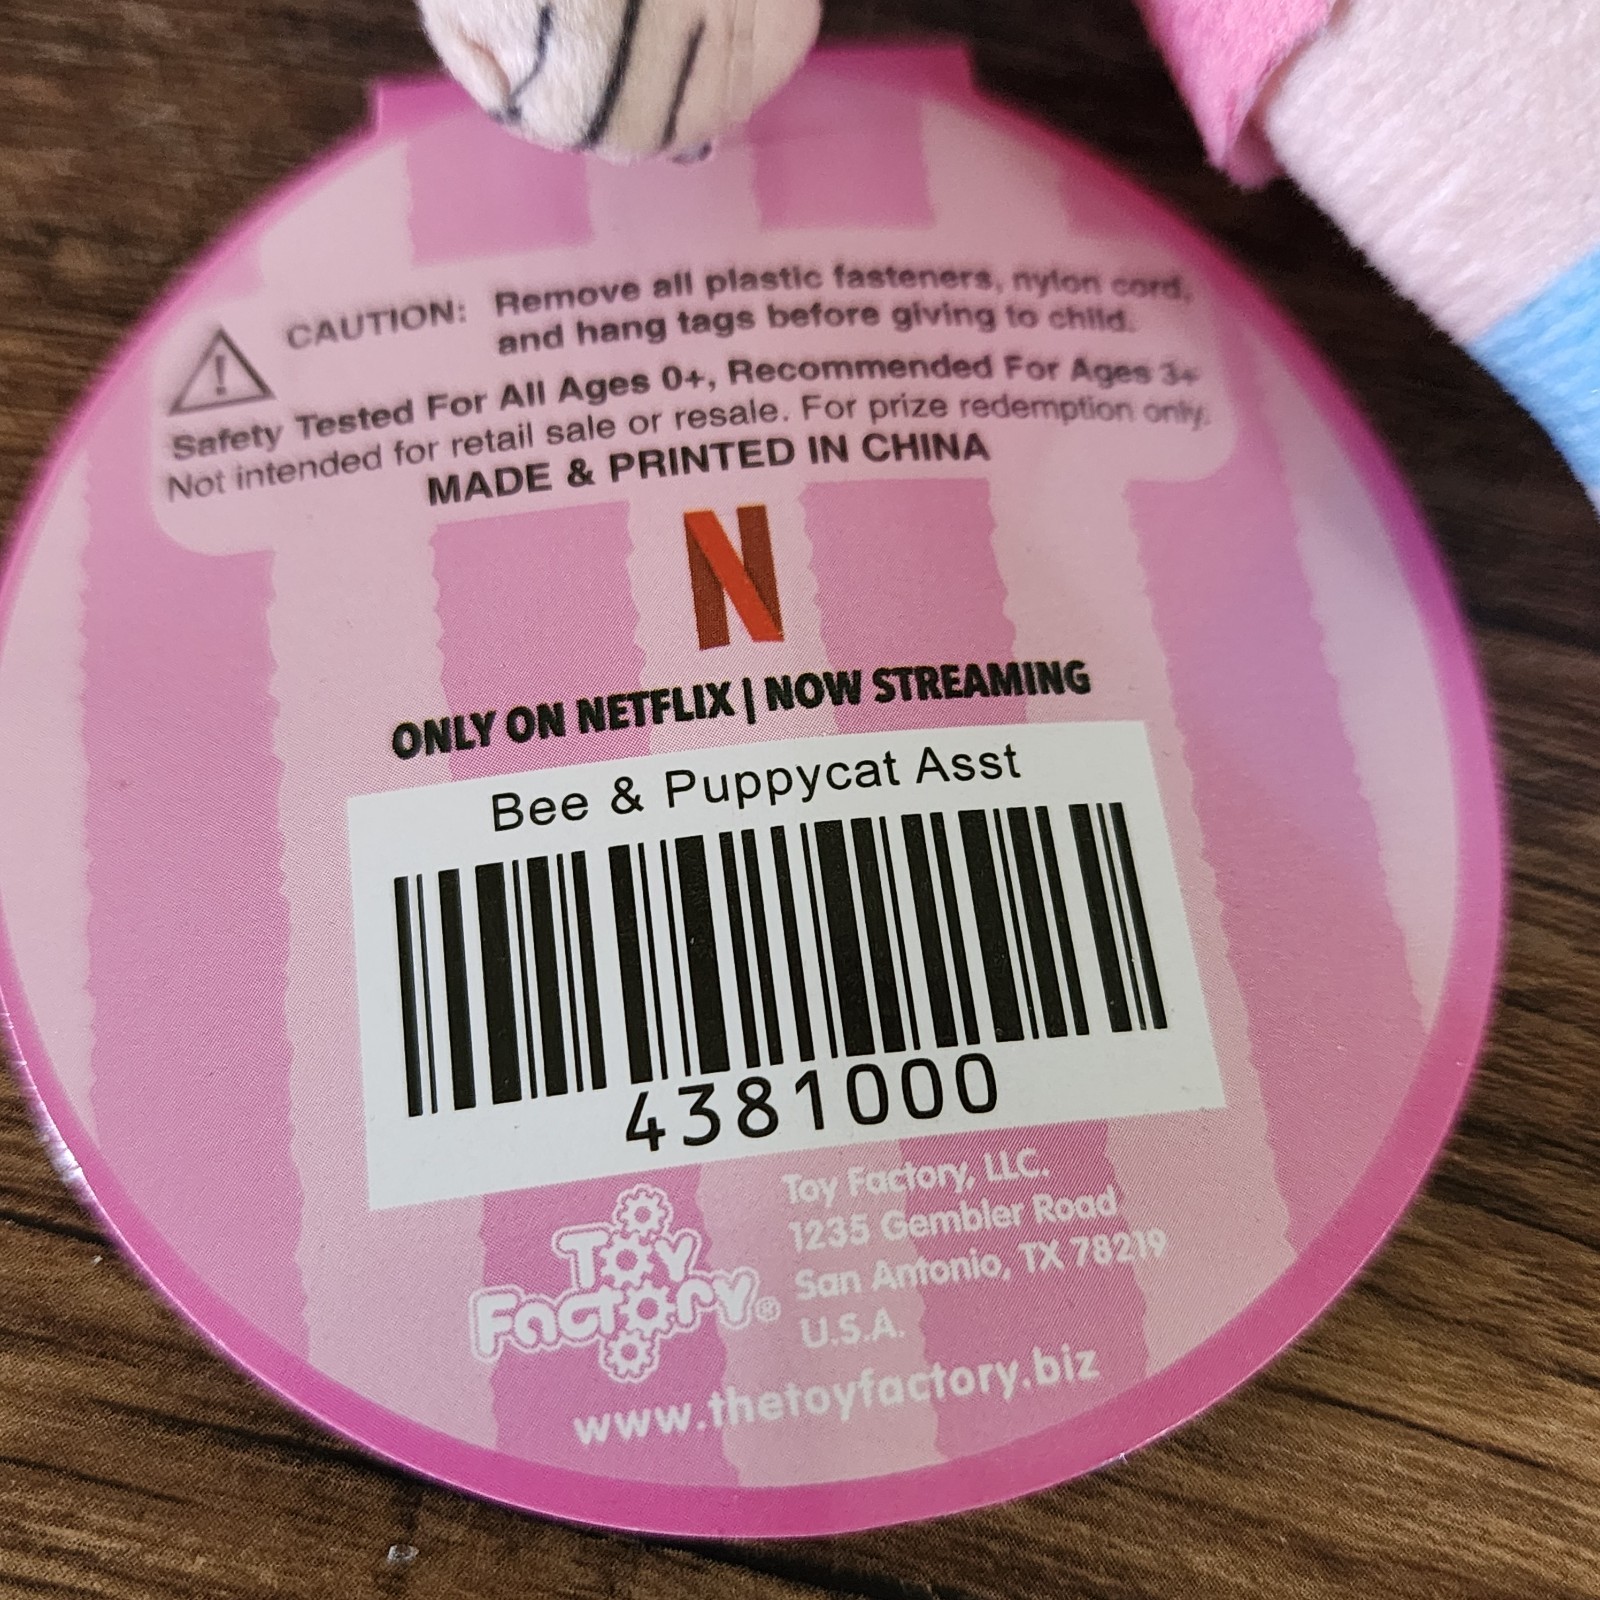 CAUTION: Remove all plastic fasteners, nylon cord,
and hang tags before giving to child.
Safety Tested For All Ages 0+, Recommended For Ages 3+
Not intended for retail sale or resale. For prize redemption only.
MADE & PRINTED IN CHINA
N
ONLY ON NETFLIX | NOW STREAMING
Bee & Puppycat Asst
4381000
TOY
FACTORY®
Toy Factory, LLC.
1235 Gembler Road
San Antonio, TX 78219
U.S.A.
www.thetoyfactory.biz